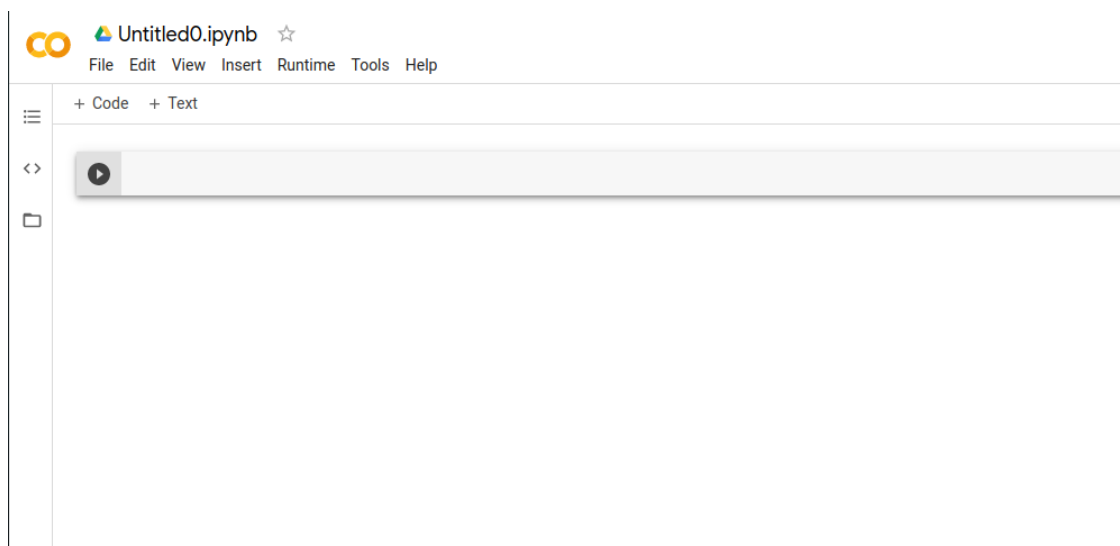 CO
Untitled0.ipynb
File Edit View Insert Runtime Tools Help
+ Code + Text